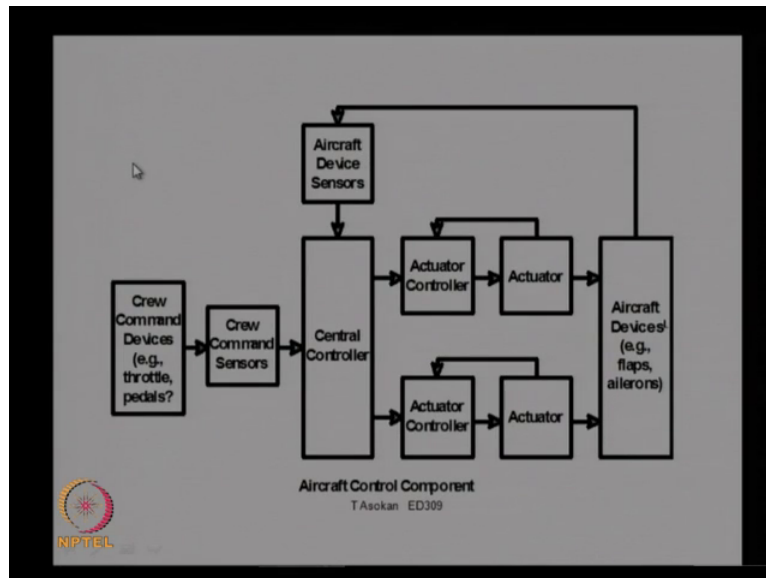 Aircraft
Device
Sensors
Crew
Command
Devices
(e.g.,
throttle,
pedals?
Crew
Command
Sensors
Central
Controller
Actuator
Controller
Actuator
Aircraft
Devices
(e.g.,
flaps,
ailerons)
Actuator
Controller
Actuator
Aircraft Control Component
T Asokan ED309
NPTEL